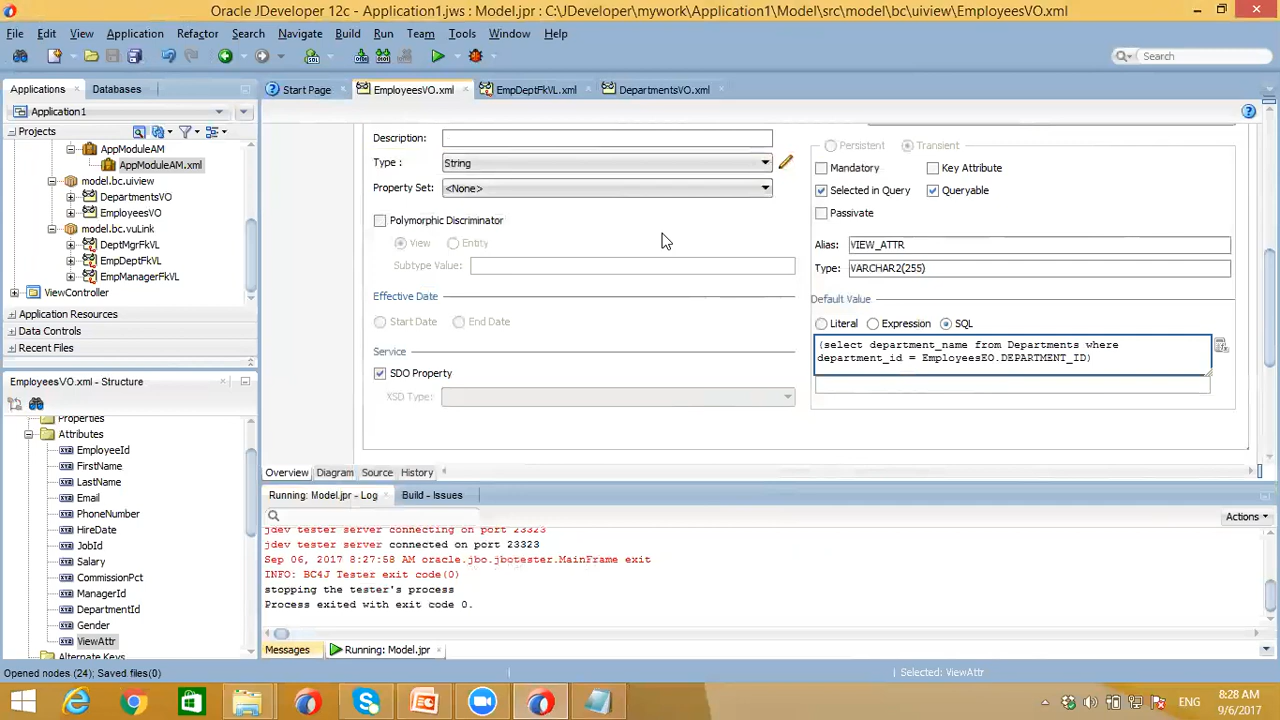 Oracle JDeveloper 12c - Application1.jws : Model.jpr : C:\JDeveloper\mywork\Application1\Model\src\model\bc\uiview\EmployeesVO.xml
File Edit View Application Refactor Search Navigate Build Run Team Tools Window Help
Search
Applications Databases
Start Page EmployeesVO.xml EmpDeptFkVL.xml DepartmentsVO.xml
Application1
Projects
AppModuleAM
AppModuleAM.xml
model.bc.uiview
DepartmentsVO
EmployeesVO
model.bc.vuLink
DeptMgrFkVL
EmpDeptFkVL
EmpManagerFkVL
ViewController
Application Resources
Data Controls
Recent Files
EmployeesVO.xml - Structure
Properties
Attributes
EmployeeId
FirstName
LastName
Email
PhoneNumber
HireDate
JobId
Salary
CommissionPct
ManagerId
DepartmentId
Gender
ViewAttr
Alternate Keys
Description:
Type : String
Property Set: <None>
Polymorphic Discriminator
View Entity
Subtype Value:
Effective Date
Start Date End Date
Service
SDO Property
XSD Type:
Persistent Transient
Mandatory Key Attribute
Selected in Query Queryable
Passivate
Alias: VIEW_ATTR
Type: VARCHAR2(255)
Default Value
Literal Expression SQL
(select department_name from Departments where
department_id = EmployeesEO.DEPARTMENT_ID)
Overview Diagram Source History
Running: Model.jpr - Log Build - Issues
Actions
jdev tester server connecting on port 23323
jdev tester server connected on port 23323
Sep 06, 2017 8:27:58 AM oracle.jbo.jbotester.MainFrame exit
INFO: BC4J Tester exit code(0)
stopping the tester's process
Process exited with exit code 0.
Messages Running: Model.jpr
Opened nodes (24); Saved files(0)
Selected: ViewAttr
ENG
8:28 AM
9/6/2017